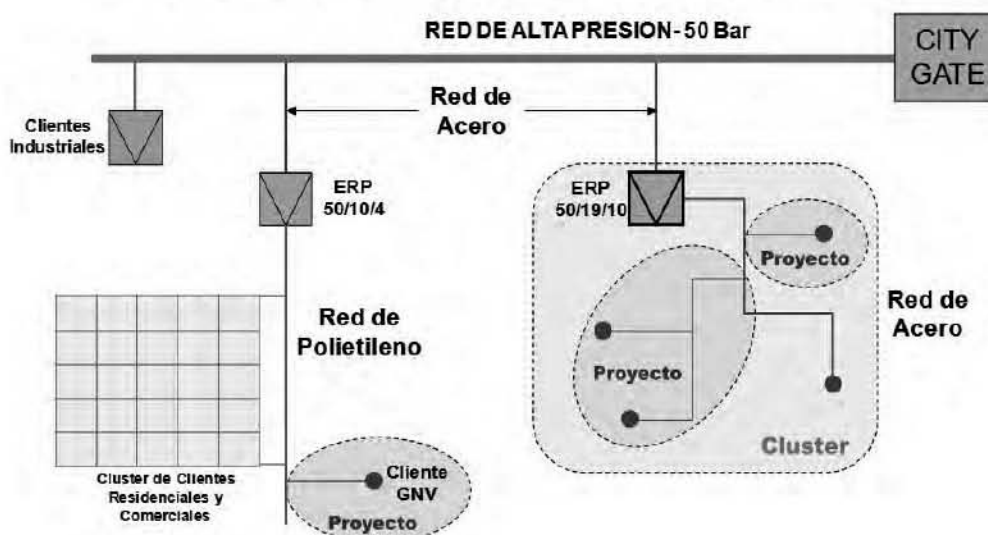 RED DE ALTA PRESION- 50 Bar
CITY
GATE
Clientes
Industriales
Red de
Acero
ERP
50/10/4
ERP
50/19/10
Proyecto
Red de
Polietileno
Red de
Acero
Proyecto
Cluster
Cluster de Clientes
Residenciales y
Comerciales
Cliente
GNV
Proyecto